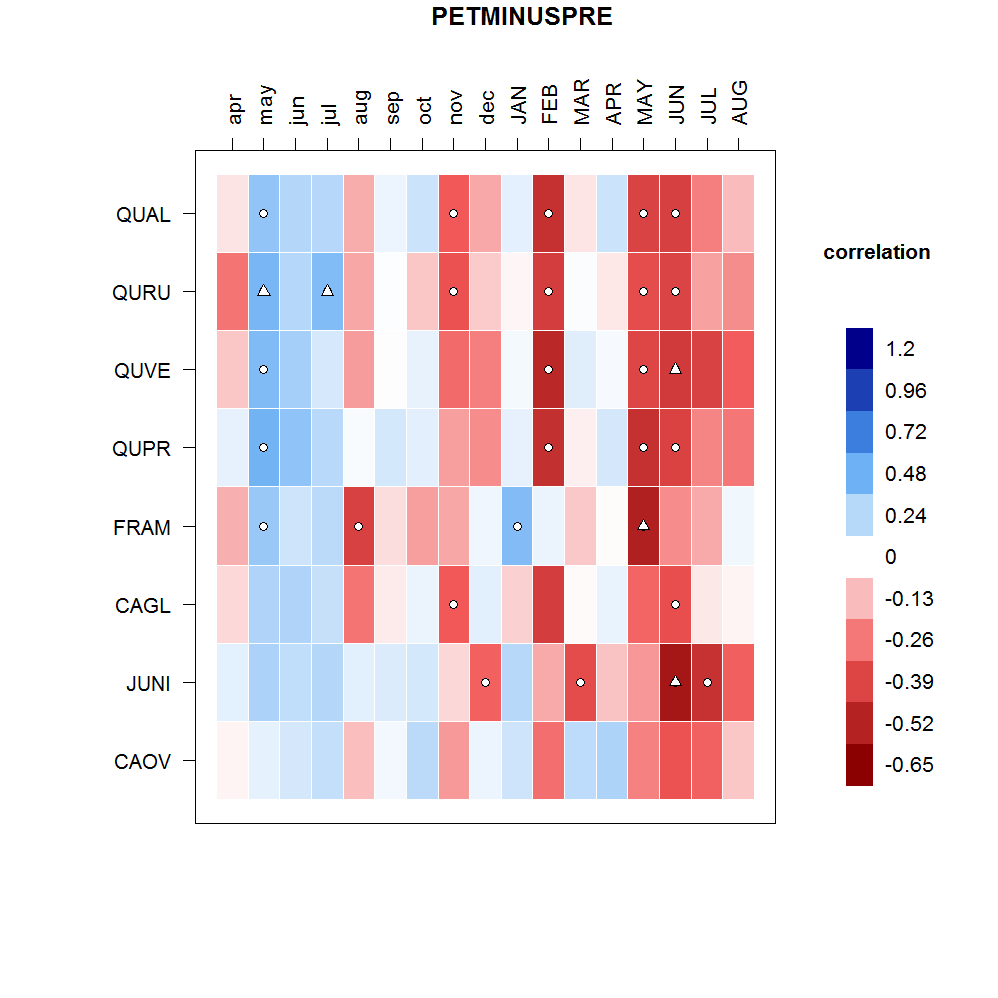 PETMINUSPRE
apr may jun jul aug sep oct nov dec JAN FEB MAR APR MAY JUN JUL AUG
QUAL
QURU
QUVE
QUPR
FRAM
CAGL
JUNI
CAOV
correlation
1.2
0.96
0.72
0.48
0.24
0
-0.13
-0.26
-0.39
-0.52
-0.65